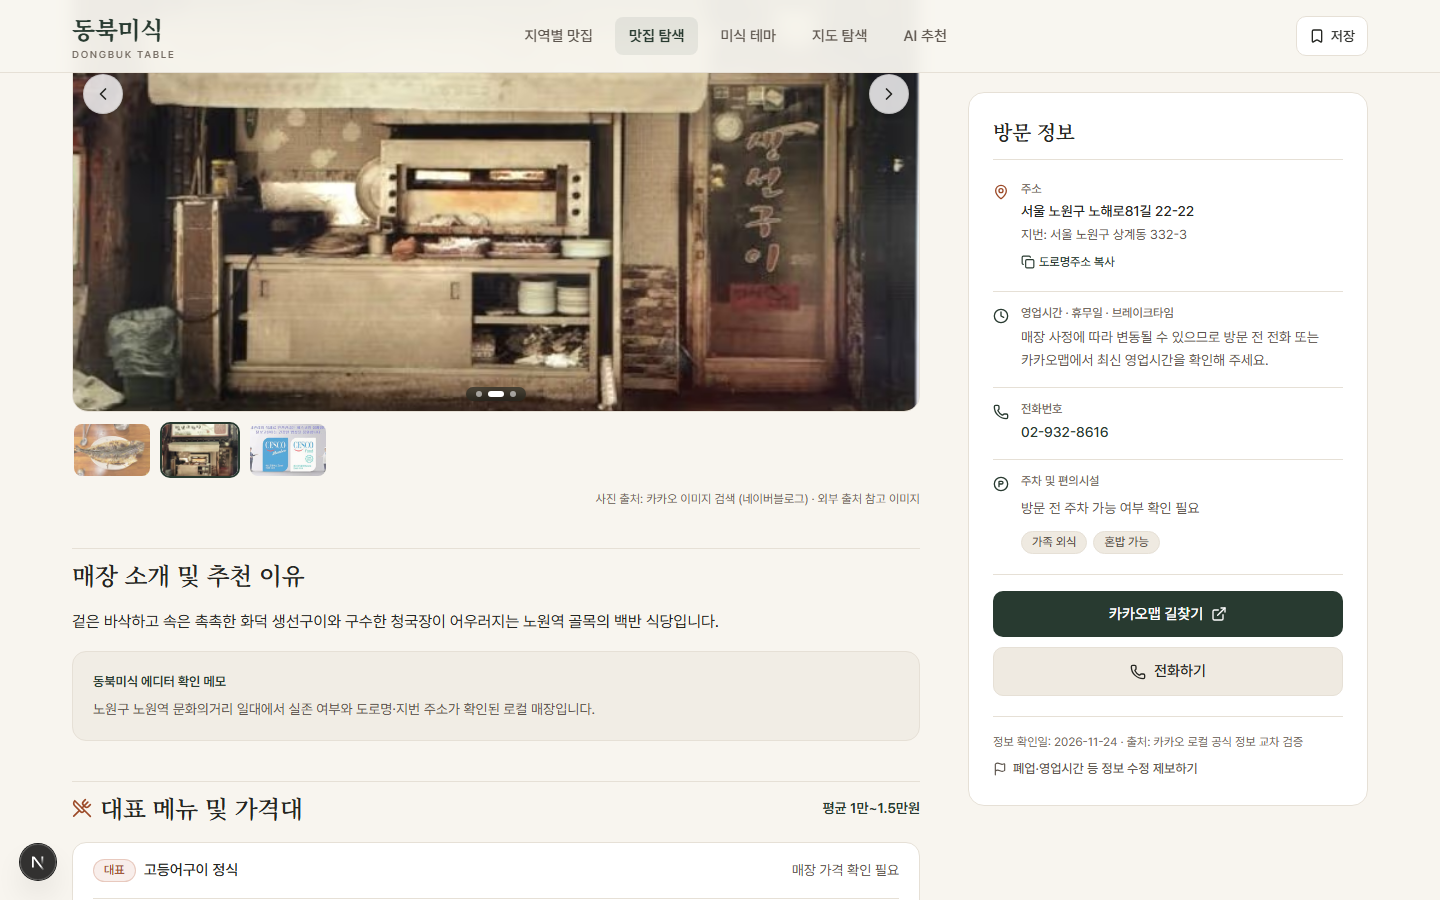 동북미식
DONGBUK TABLE
지역별 맛집
맛집 탐색
미식 테마
지도 탐색
AI 추천
저장
생선구이
CESCO
CESCO
사진 출처: 카카오 이미지 검색 (네이버블로그) · 외부 출처 참고 이미지
매장 소개 및 추천 이유
겉은 바삭하고 속은 촉촉한 화덕 생선구이와 구수한 청국장이 어우러지는 노원역 골목의 백반 식당입니다.
동북미식 에디터 확인 메모
노원구 노원역 문화의거리 일대에서 실존 여부와 도로명·지번 주소가 확인된 로컬 매장입니다.
대표 메뉴 및 가격대
평균 1만~1.5만원
대표
고등어구이 정식
매장 가격 확인 필요
방문 정보
주소
서울 노원구 노해로81길 22-22
지번: 서울 노원구 상계동 332-3
도로명주소 복사
영업시간 · 휴무일 · 브레이크타임
매장 사정에 따라 변동될 수 있으므로 방문 전 전화 또는
카카오맵에서 최신 영업시간을 확인해 주세요.
전화번호
02-932-8616
주차 및 편의시설
방문 전 주차 가능 여부 확인 필요
가족 외식
혼밥 가능
카카오맵 길찾기
전화하기
정보 확인일: 2026-11-24 · 출처: 카카오 로컬 공식 정보 교차 검증
폐업·영업시간 등 정보 수정 제보하기
N